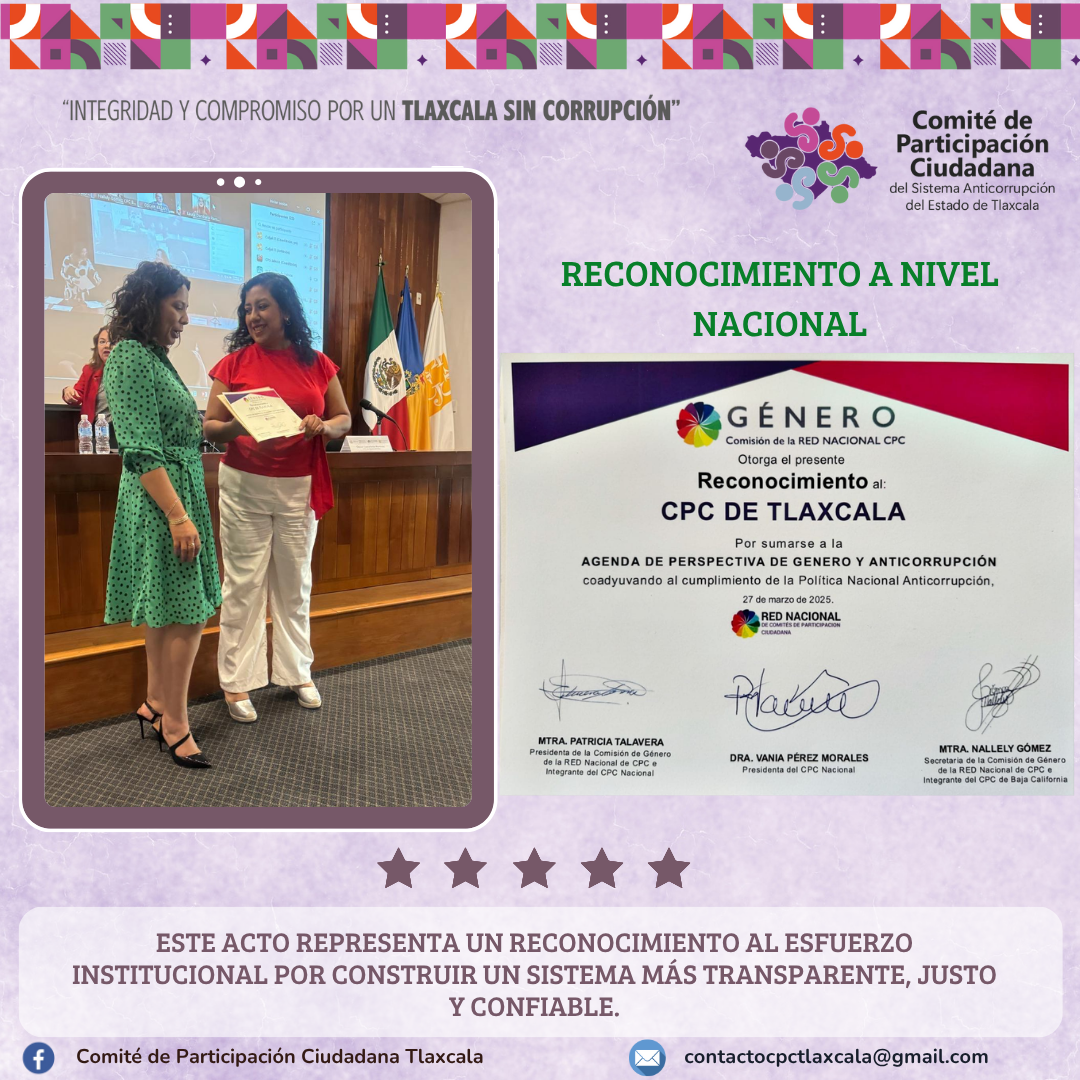 “INTEGRIDAD Y COMPROMISO POR UN TLAXCALA SIN CORRUPCIÓN”
Comité de
Participación
Ciudadana
del Sistema Anticorrupción
del Estado de Tlaxcala
RECONOCIMIENTO A NIVEL
NACIONAL
GÉNERO
Comisión de la RED NACIONAL CPC
Otorga el presente
Reconocimiento al:
CPC DE TLAXCALA
Por sumarse a la
AGENDA DE PERSPECTIVA DE GENERO Y ANTICORRUPCIÓN
coadyuvando al cumplimiento de la Política Nacional Anticorrupción,
27 de marzo de 2025.
RED NACIONAL
DE COMITÉS DE PARTICIPACIÓN
CIUDADANA
MTRA. PATRICIA TALAVERA
Presidenta de la Comisión de Género
de la RED Nacional de CPC e
Integrante del CPC Nacional
DRA. VANIA PÉREZ MORALES
Presidenta del CPC Nacional
MTRA. NALLELY GÓMEZ
Secretaria de la Comisión de Género
de la RED Nacional de CPC e
Integrante del CPC de Baja California
ESTE ACTO REPRESENTA UN RECONOCIMIENTO AL ESFUERZO
INSTITUCIONAL POR CONSTRUIR UN SISTEMA MÁS TRANSPARENTE, JUSTO
Y CONFIABLE.
Comité de Participación Ciudadana Tlaxcala
contactocpctlaxcala@gmail.com